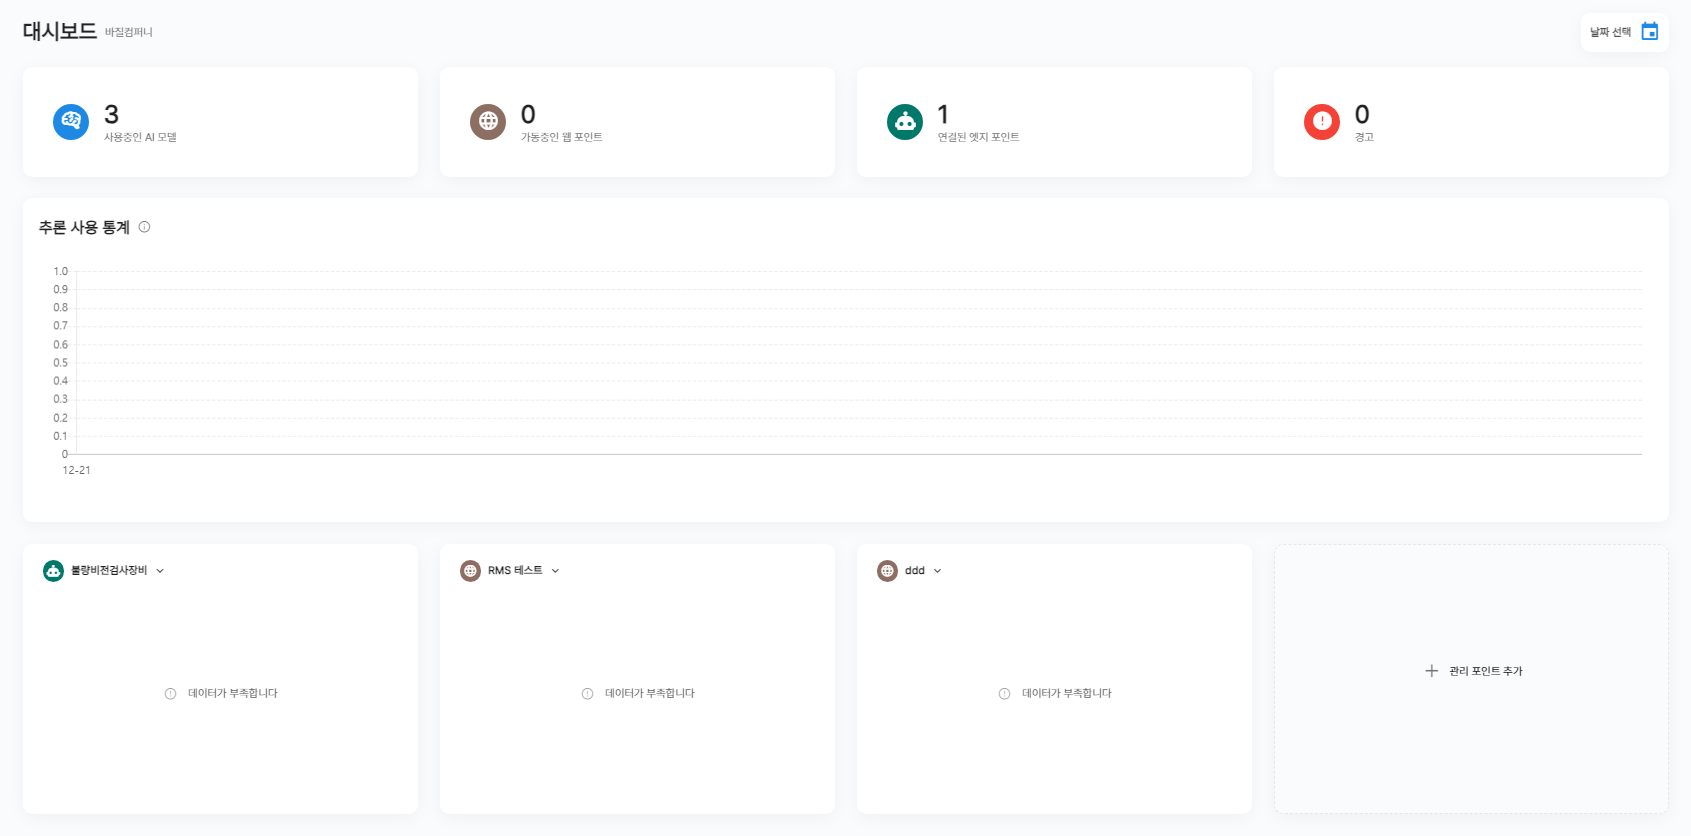 대시보드 바질컴퍼니
날짜 선택
3
사용중인 AI 모델
0
가동중인 웹 포인트
1
연결된 엣지 포인트
0
경고
추론 사용 통계
1.0
0.9
0.8
0.7
0.6
0.5
0.4
0.3
0.2
0.1
0
12-21
불량비전검사장비
데이터가 부족합니다
RMS 테스트
데이터가 부족합니다
ddd
데이터가 부족합니다
관리 포인트 추가